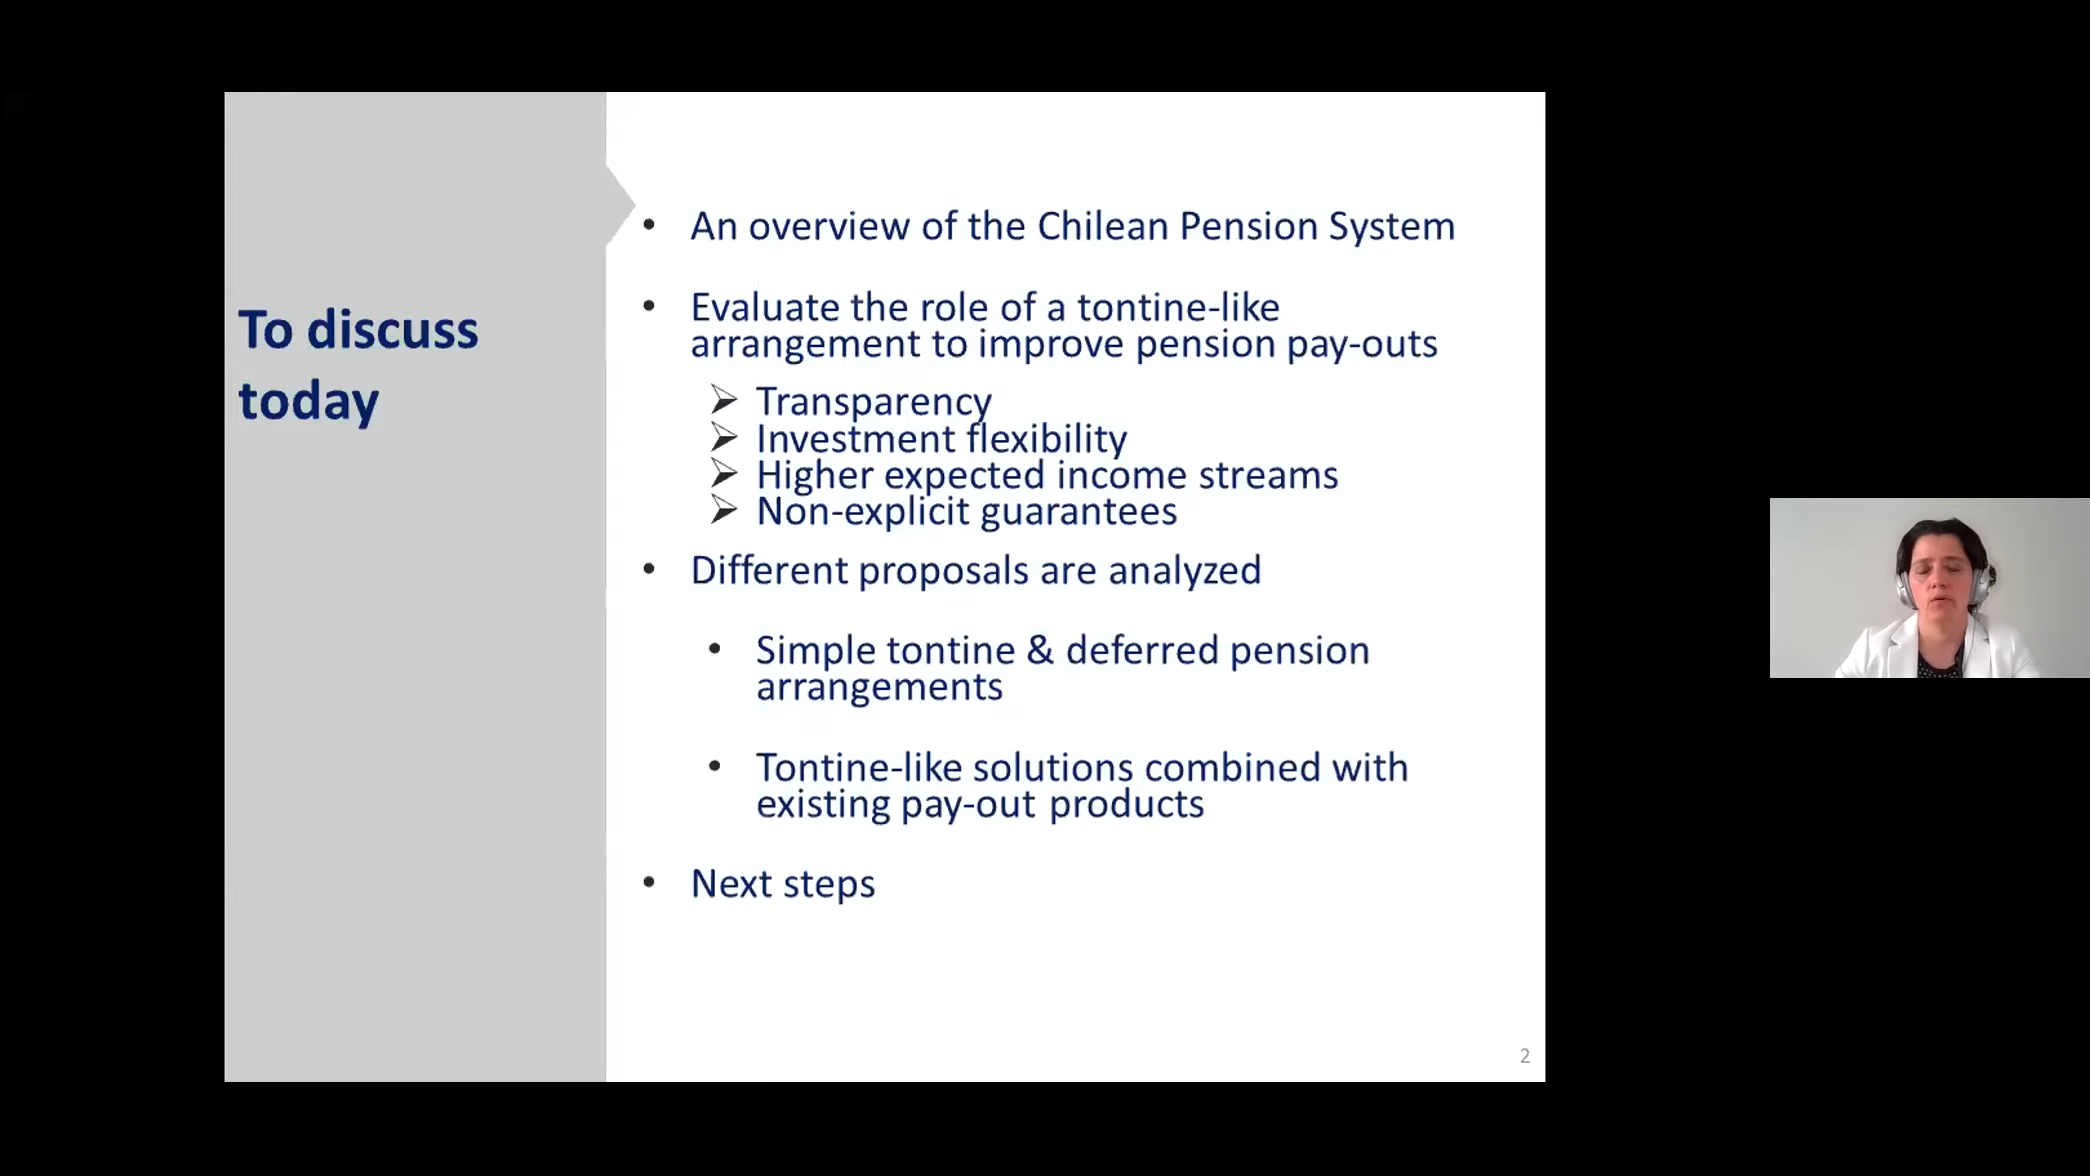 To discuss
today
• An overview of the Chilean Pension System
• Evaluate the role of a tontine-like
arrangement to improve pension pay-outs
➢ Transparency
➢ Investment flexibility
➢ Higher expected income streams
➢ Non-explicit guarantees
• Different proposals are analyzed
• Simple tontine & deferred pension
arrangements
• Tontine-like solutions combined with
existing pay-out products
• Next steps
2